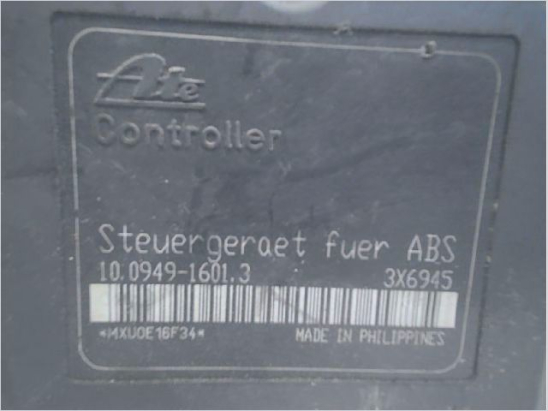 Ate
Controller
Steuergeraet fuer ABS
10.0949-1601.3 3X6945
*MXU0E16F34* MADE IN PHILIPPINES